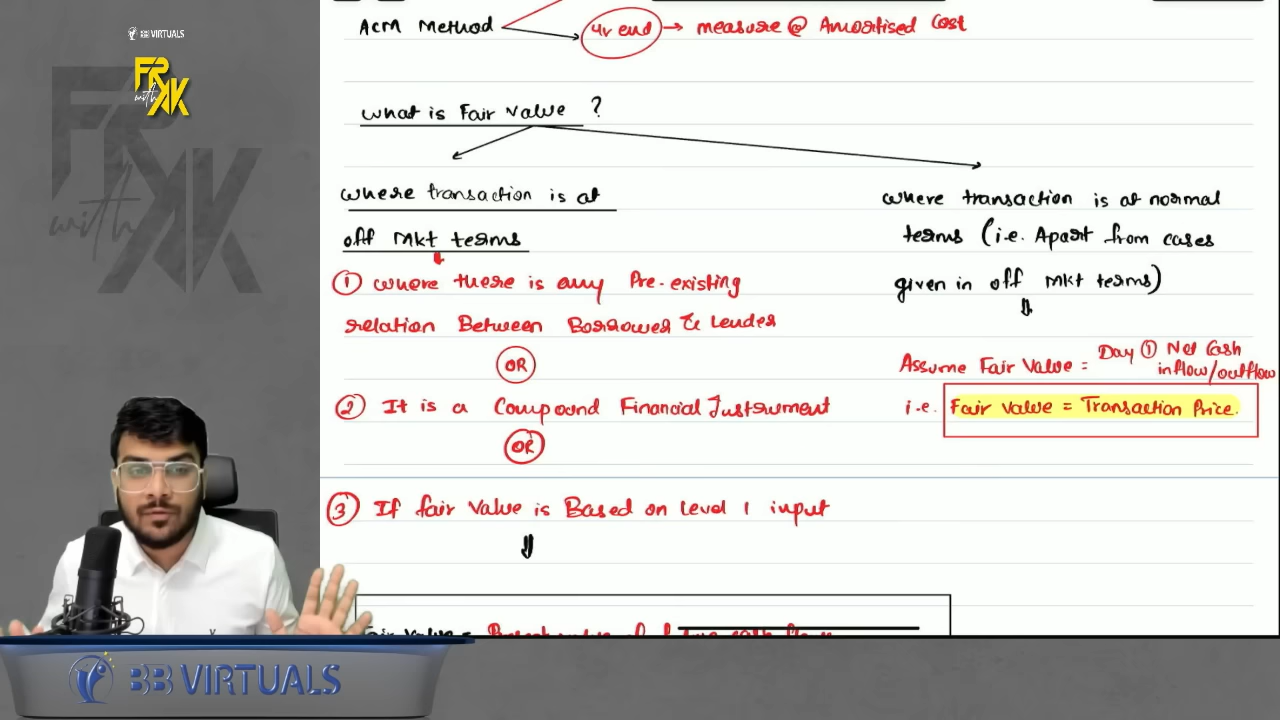 BB VIRTUALS
FR
with
AK
FR
with
AK
ACM Method
Yr end → measure @ Amortised Cost
What is Fair Value ?
where transaction is at
off Mkt terms
① where there is any Pre-existing
relation Between Borrower & Lender
OR
② It is a Compound Financial Instrument
OR
③ If fair Value is Based on Level 1 input
where transaction is at normal
terms (i.e. Apart from cases
given in off Mkt terms)
Assume Fair Value = Day ① Net Cash
inflow/outflow
i.e. Fair Value = Transaction Price.
BB VIRTUALS